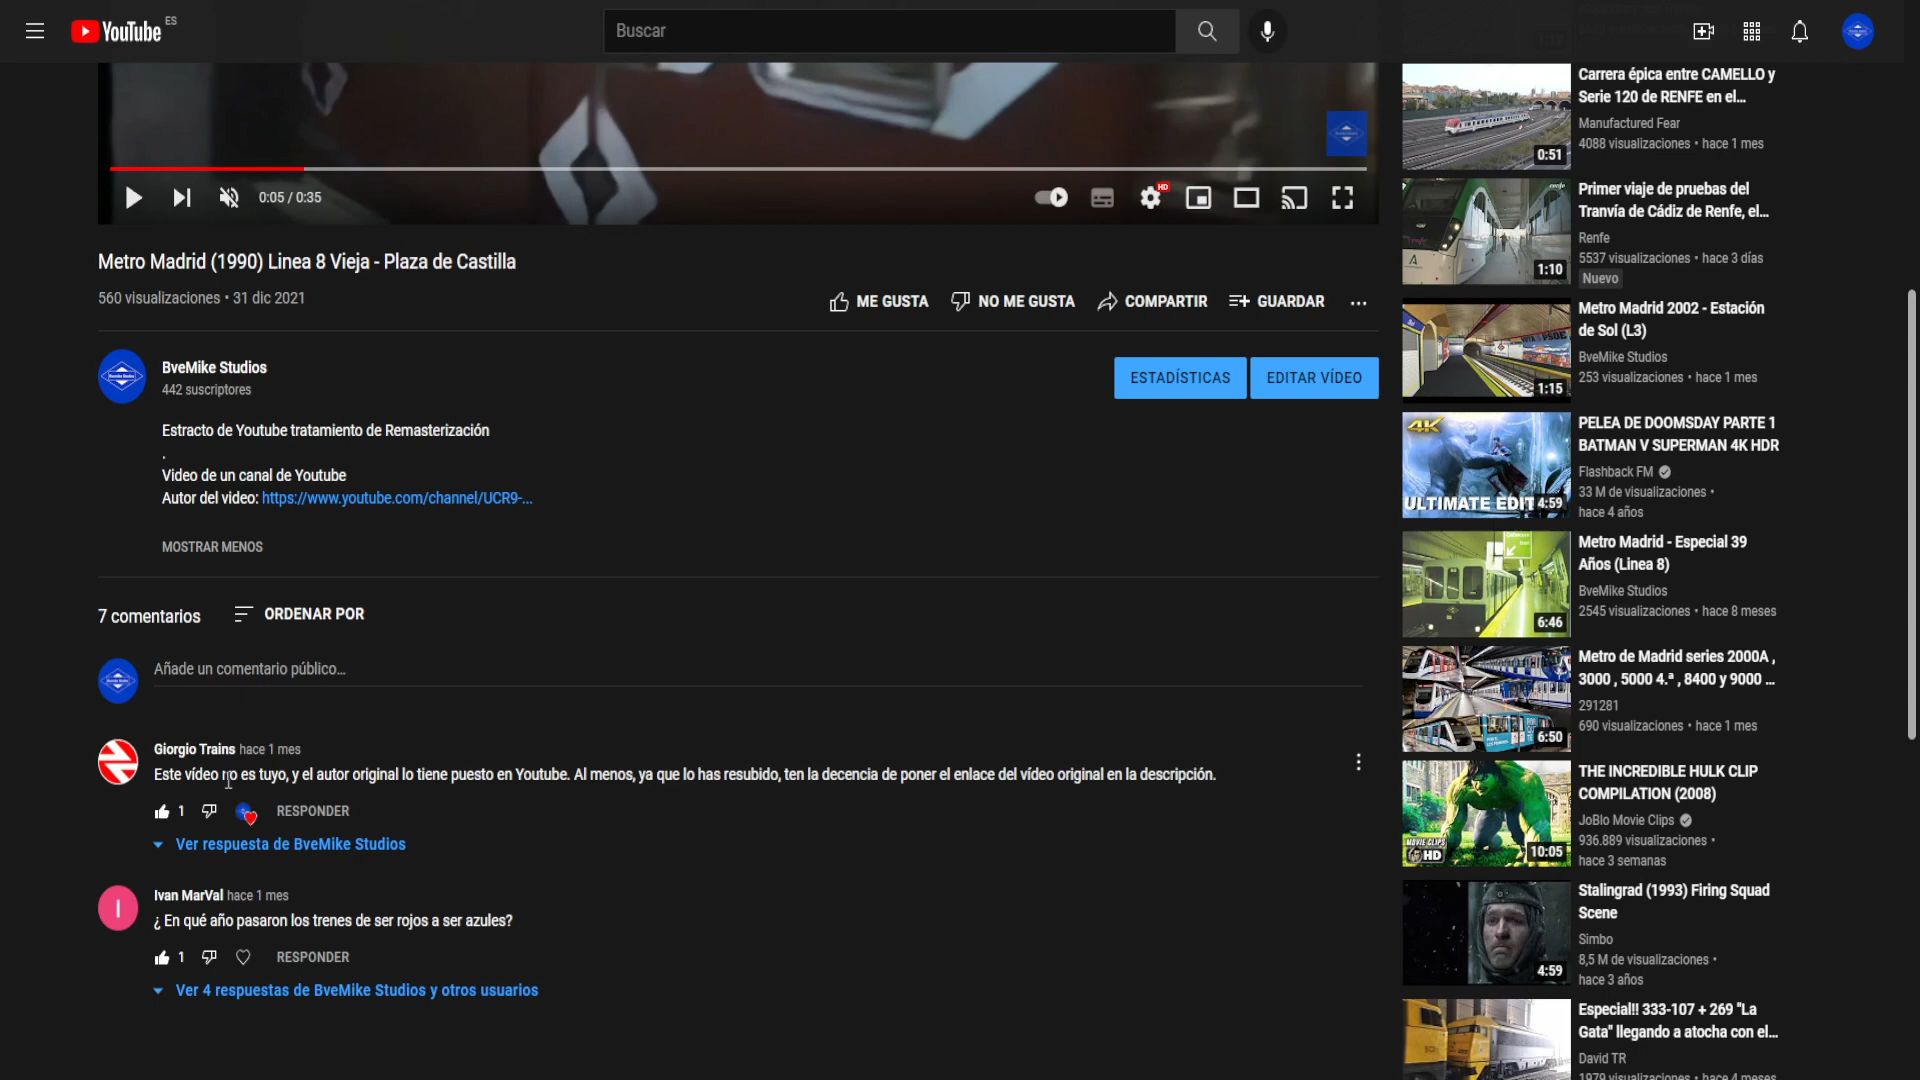 YouTube
ES
Buscar
0:05 / 0:35
HD
Metro Madrid (1990) Linea 8 Vieja - Plaza de Castilla
560 visualizaciones • 31 dic 2021
ME GUSTA
NO ME GUSTA
COMPARTIR
GUARDAR
BveMike Studios
442 suscriptores
ESTADÍSTICAS
EDITAR VÍDEO
Estracto de Youtube tratamiento de Remasterización
.
Video de un canal de Youtube
Autor del video: https://www.youtube.com/channel/UCR9-...
MOSTRAR MENOS
7 comentarios
ORDENAR POR
Añade un comentario público...
Giorgio Trains hace 1 mes
Este vídeo no es tuyo, y el autor original lo tiene puesto en Youtube. Al menos, ya que lo has resubido, ten la decencia de poner el enlace del vídeo original en la descripción.
1
RESPONDER
Ver respuesta de BveMike Studios
I
Ivan MarVal hace 1 mes
¿ En qué año pasaron los trenes de ser rojos a ser azules?
1
RESPONDER
Ver 4 respuestas de BveMike Studios y otros usuarios
0:51
Carrera épica entre CAMELLO y
Serie 120 de RENFE en el...
Manufactured Fear
4088 visualizaciones • hace 1 mes
renfe
1:10
Primer viaje de pruebas del
Tranvía de Cádiz de Renfe, el...
Renfe
5537 visualizaciones • hace 3 días
Nuevo
1:15
Metro Madrid 2002 - Estación
de Sol (L3)
BveMike Studios
253 visualizaciones • hace 1 mes
4K
ULTIMATE EDIT
4:59
PELEA DE DOOMSDAY PARTE 1
BATMAN V SUPERMAN 4K HDR
Flashback FM
33 M de visualizaciones •
hace 4 años
6:46
Metro Madrid - Especial 39
Años (Linea 8)
BveMike Studios
2545 visualizaciones • hace 8 meses
6:50
Metro de Madrid series 2000A ,
3000 , 5000 4.ª , 8400 y 9000 ...
291281
690 visualizaciones • hace 1 mes
MOVIE CLIPS
HD
10:05
THE INCREDIBLE HULK CLIP
COMPILATION (2008)
JoBlo Movie Clips
936.889 visualizaciones •
hace 3 semanas
4:59
Stalingrad (1993) Firing Squad
Scene
Simbo
8,5 M de visualizaciones •
hace 3 años
Especial!! 333-107 + 269 "La
Gata" llegando a atocha con el...
David TR
1979 visualizaciones • hace 4 meses